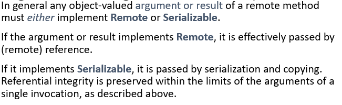 In general any object-valued argument or result of a remote method
must either implement Remote or Serializable.
If the argument or result implements Remote, it is effectively passed by
(remote) reference.
If it implements Serializable, it is passed by serialization and copying.
Referential integrity is preserved within the limits of the arguments of a
single invocation, as described above.